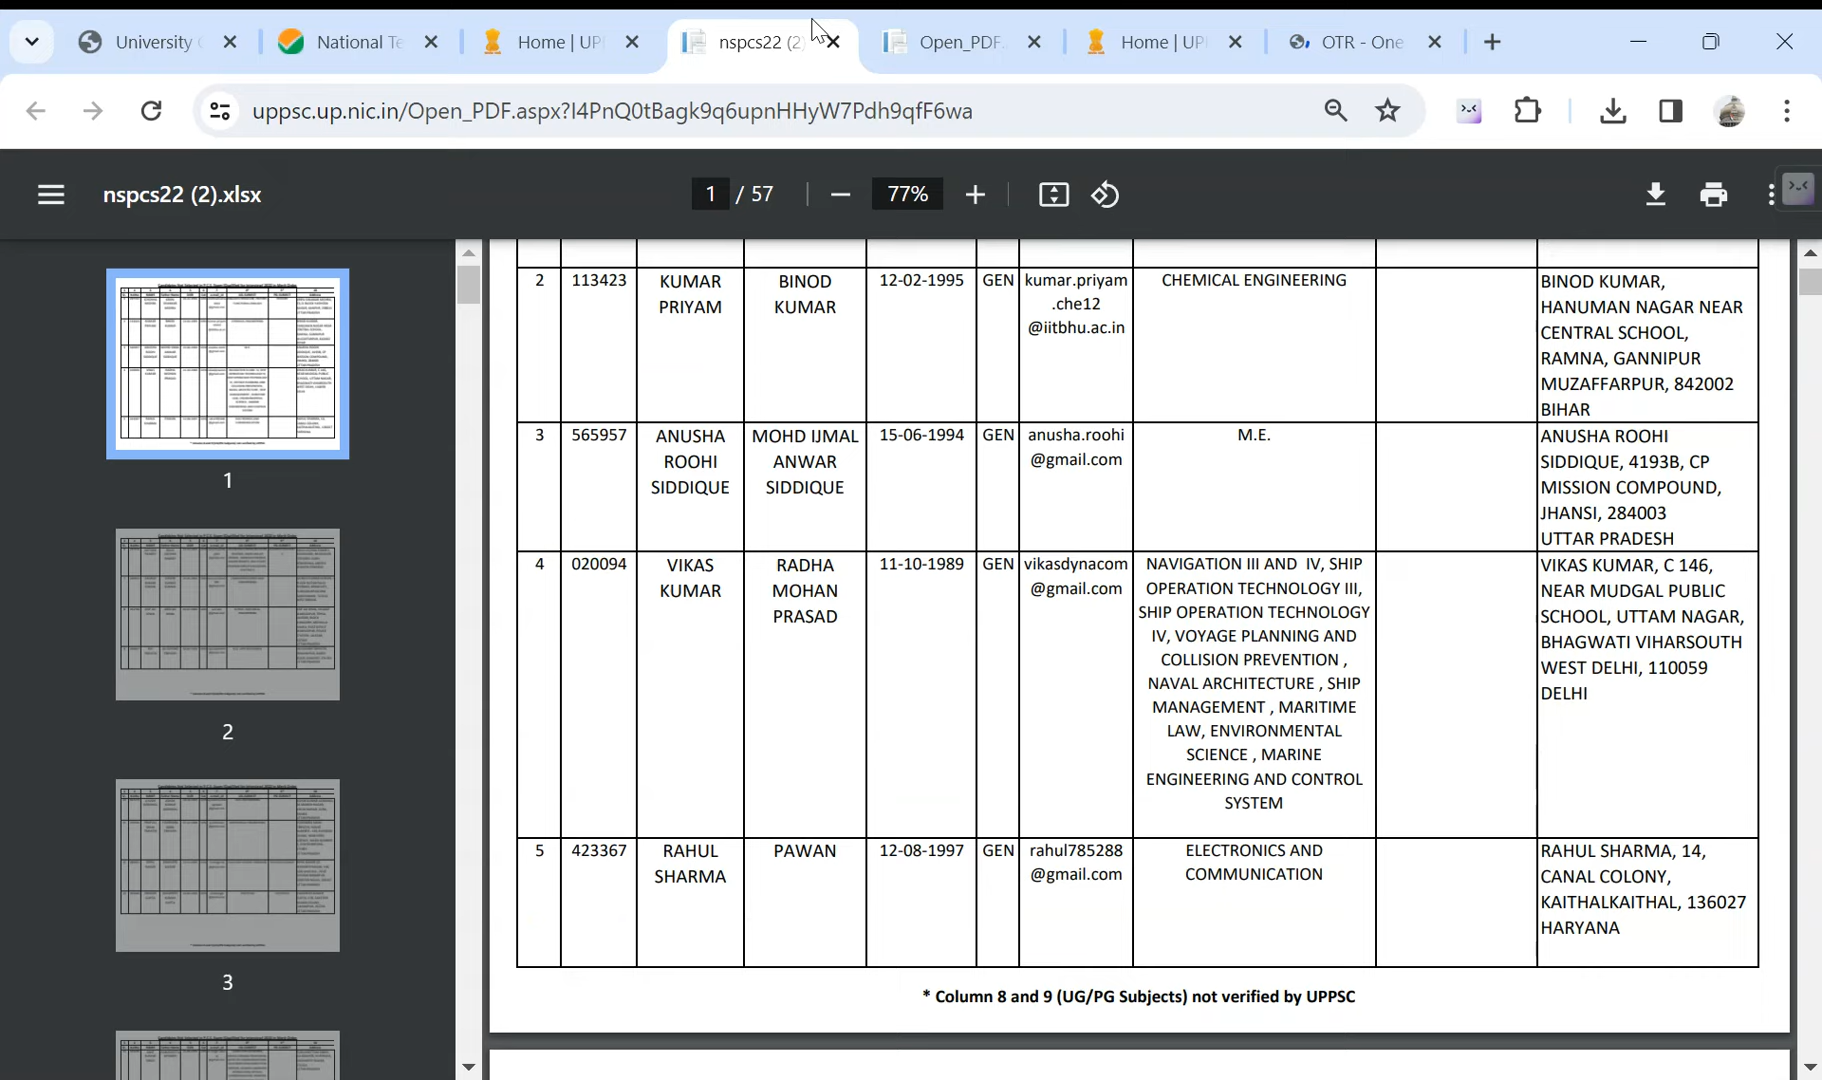 University
National Te
Home | UP
nspcs22 (2)
Open_PDF.
Home | UP
OTR - One
uppsc.up.nic.in/Open_PDF.aspx?I4PnQ0tBagk9q6upnHHyW7Pdh9qfF6wa
nspcs22 (2).xlsx
1 / 57
77%
1
2
3
2 113423 KUMAR BINOD 12-02-1995 GEN kumar.priyam CHEMICAL ENGINEERING BINOD KUMAR,
PRIYAM KUMAR .che12 HANUMAN NAGAR NEAR
@iitbhu.ac.in CENTRAL SCHOOL,
RAMNA, GANNIPUR
MUZAFFARPUR, 842002
BIHAR
3 565957 ANUSHA MOHD IJMAL 15-06-1994 GEN anusha.roohi M.E. ANUSHA ROOHI
ROOHI ANWAR @gmail.com SIDDIQUE, 4193B, CP
SIDDIQUE SIDDIQUE MISSION COMPOUND,
JHANSI, 284003
UTTAR PRADESH
4 020094 VIKAS RADHA 11-10-1989 GEN vikasdynacom NAVIGATION III AND IV, SHIP VIKAS KUMAR, C 146,
KUMAR MOHAN @gmail.com OPERATION TECHNOLOGY III, NEAR MUDGAL PUBLIC
PRASAD SHIP OPERATION TECHNOLOGY SCHOOL, UTTAM NAGAR,
IV, VOYAGE PLANNING AND BHAGWATI VIHARSOUTH
COLLISION PREVENTION , WEST DELHI, 110059
NAVAL ARCHITECTURE , SHIP DELHI
MANAGEMENT , MARITIME
LAW, ENVIRONMENTAL
SCIENCE , MARINE
ENGINEERING AND CONTROL
SYSTEM
5 423367 RAHUL PAWAN 12-08-1997 GEN rahul785288 ELECTRONICS AND RAHUL SHARMA, 14,
SHARMA @gmail.com COMMUNICATION CANAL COLONY,
KAITHALKAITHAL, 136027
HARYANA
* Column 8 and 9 (UG/PG Subjects) not verified by UPPSC